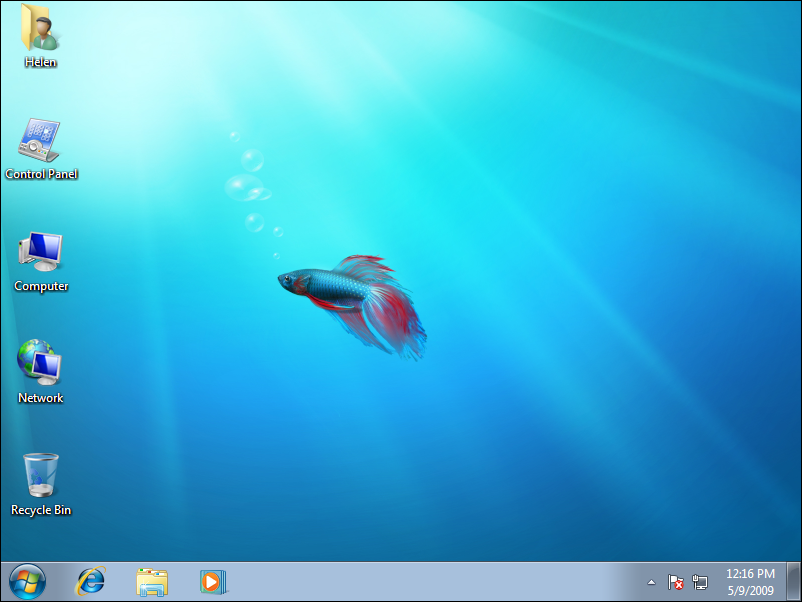 Helen
Control Panel
Computer
Network
Recycle Bin
12:16 PM
5/9/2009